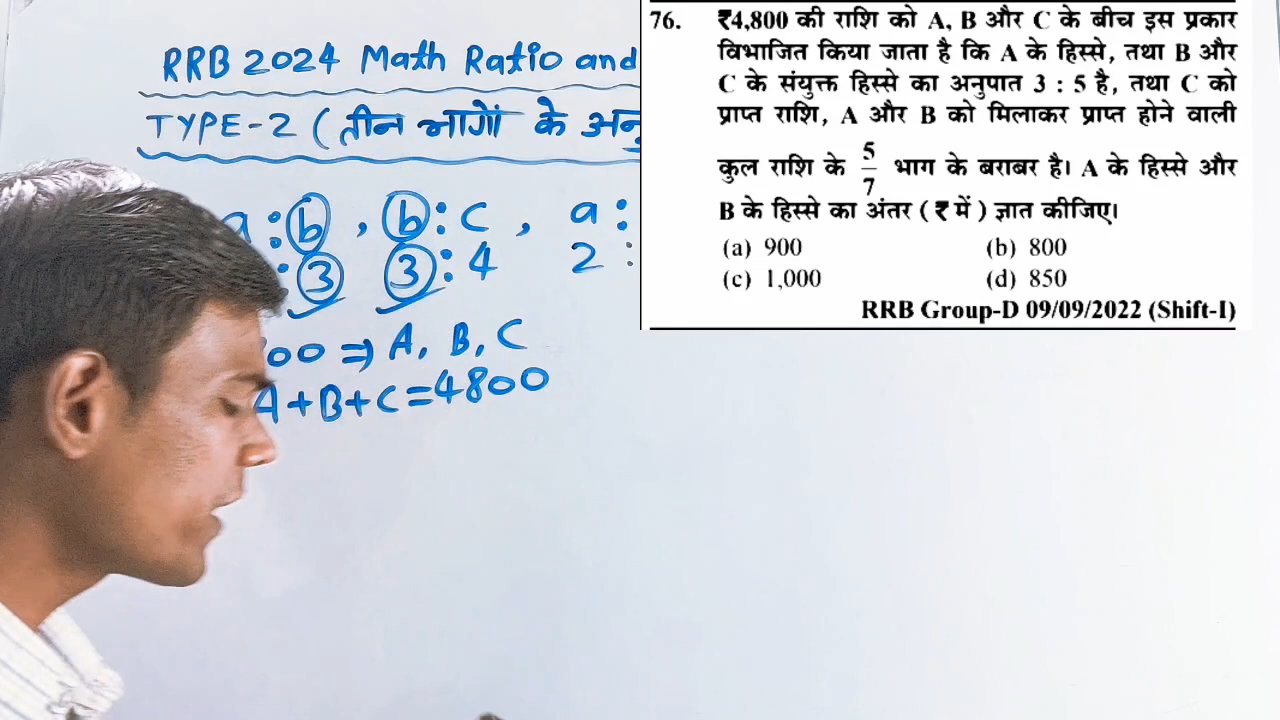 RRB 2024 Math Ratio and
TYPE-2 (तीन भागों के अनु
a : b , b : c , a :
: 3 3 : 4 2 :
00 ⇒ A, B, C
A+B+C=4800
76. ₹4,800 की राशि को A, B और C के बीच इस प्रकार
विभाजित किया जाता है कि A के हिस्से, तथा B और
C के संयुक्त हिस्से का अनुपात 3 : 5 है, तथा C को
प्राप्त राशि, A और B को मिलाकर प्राप्त होने वाली
कुल राशि के 5/7 भाग के बराबर है। A के हिस्से और
B के हिस्से का अंतर (₹ में) ज्ञात कीजिए।
(a) 900 (b) 800
(c) 1,000 (d) 850
RRB Group-D 09/09/2022 (Shift-I)